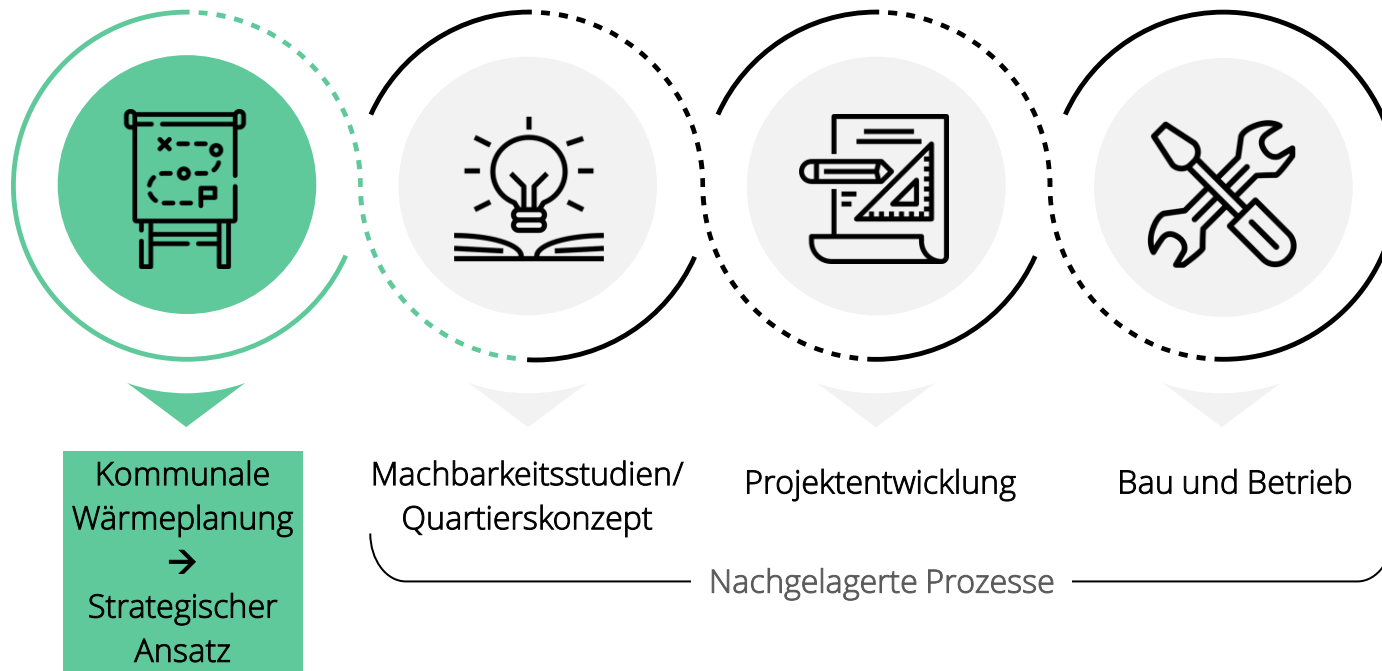 Kommunale
Wärmeplanung
→
Strategischer
Ansatz
Machbarkeitsstudien/
Quartierskonzept
Projektentwicklung
Bau und Betrieb
Nachgelagerte Prozesse